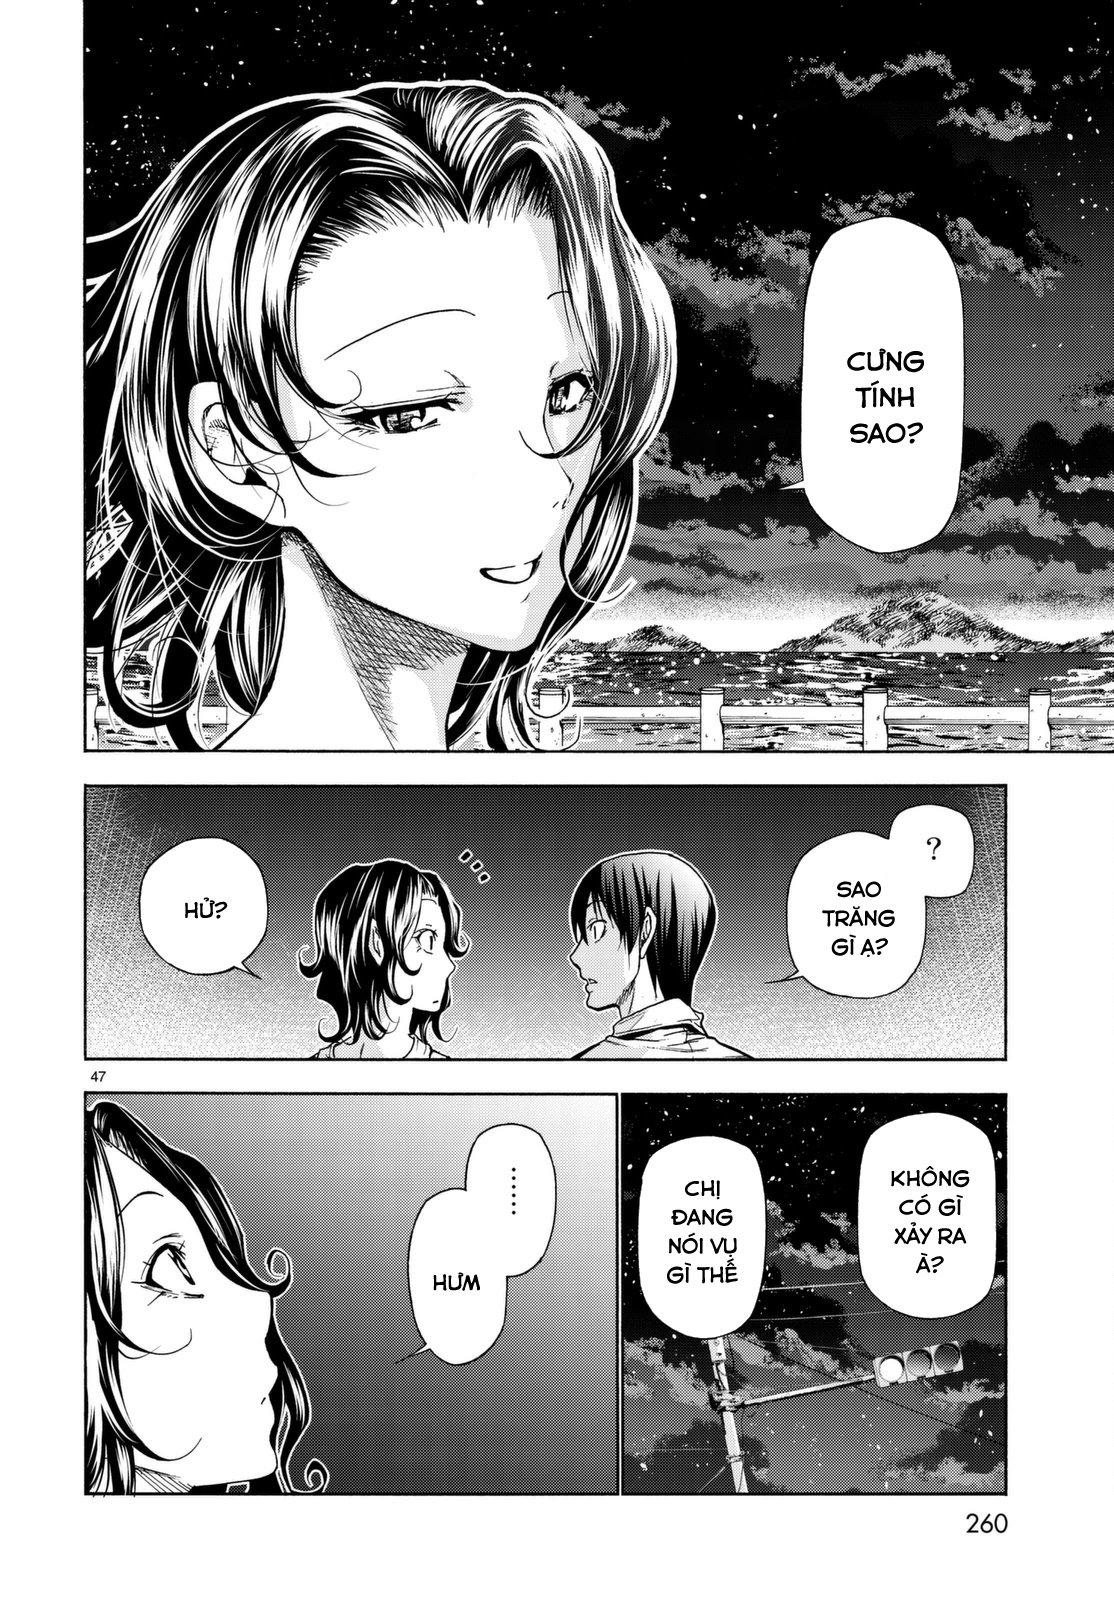 CƯNG
TÍNH
SAO?
?
SAO
TRĂNG
GÌ Ạ?
HỬ?
47
KHÔNG
CÓ GÌ
XẢY RA
À?
CHỊ
ĐANG
NÓI VỤ
GÌ THẾ
......
HƯM
260